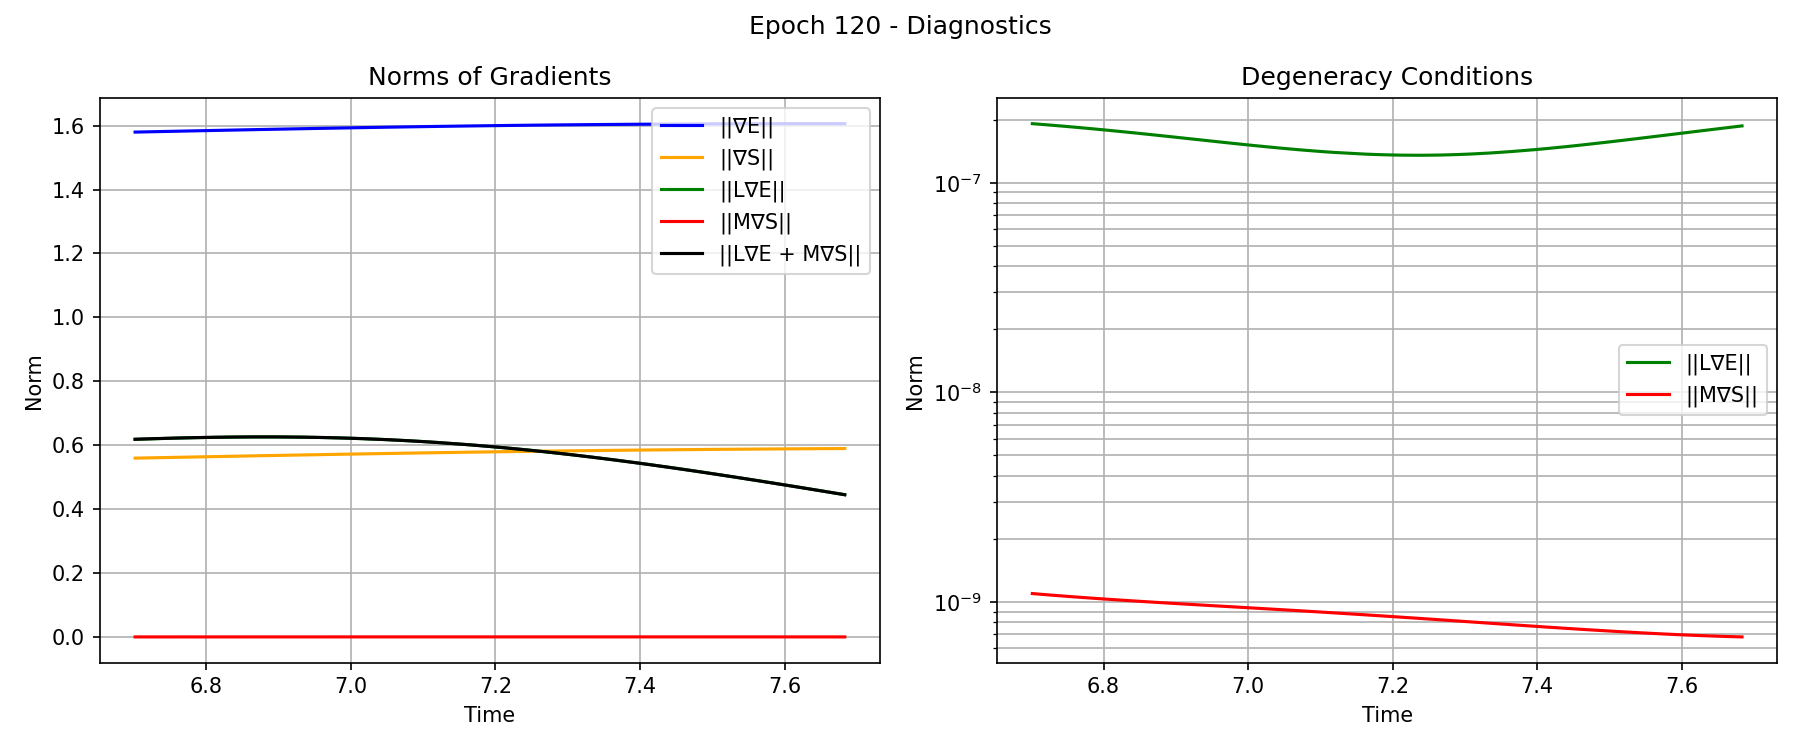 Epoch 120 - Diagnostics
Norms of Gradients
Norm
1.6
1.4
1.2
1.0
0.8
0.6
0.4
0.2
0.0
||∇E||
||∇S||
||L∇E||
||M∇S||
||L∇E + M∇S||
6.8 7.0 7.2 7.4 7.6
Time
Degeneracy Conditions
Norm
10⁻⁷
10⁻⁸
10⁻⁹
||L∇E||
||M∇S||
6.8 7.0 7.2 7.4 7.6
Time